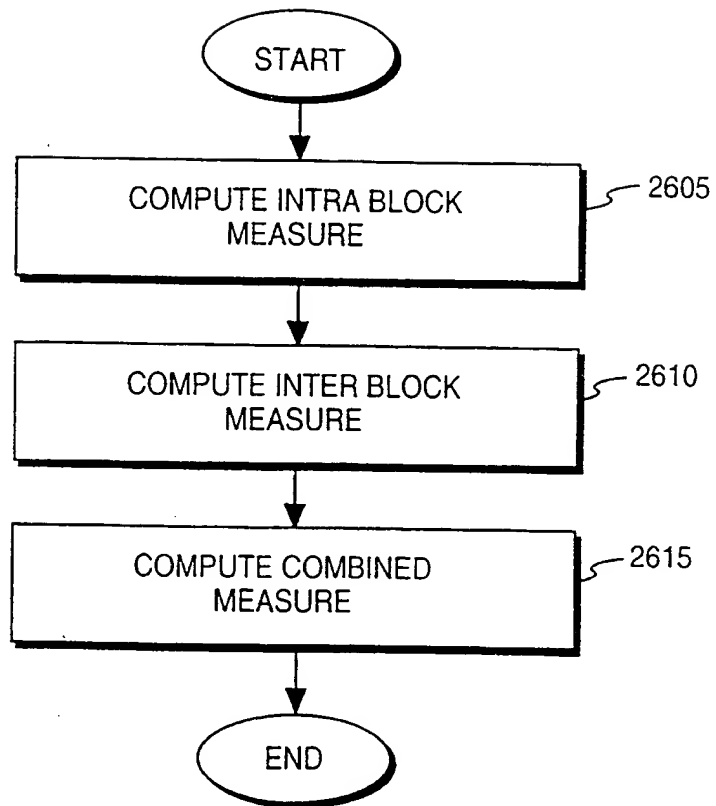 START
COMPUTE INTRA BLOCK
MEASURE
2605
COMPUTE INTER BLOCK
MEASURE
2610
COMPUTE COMBINED
MEASURE
2615
END